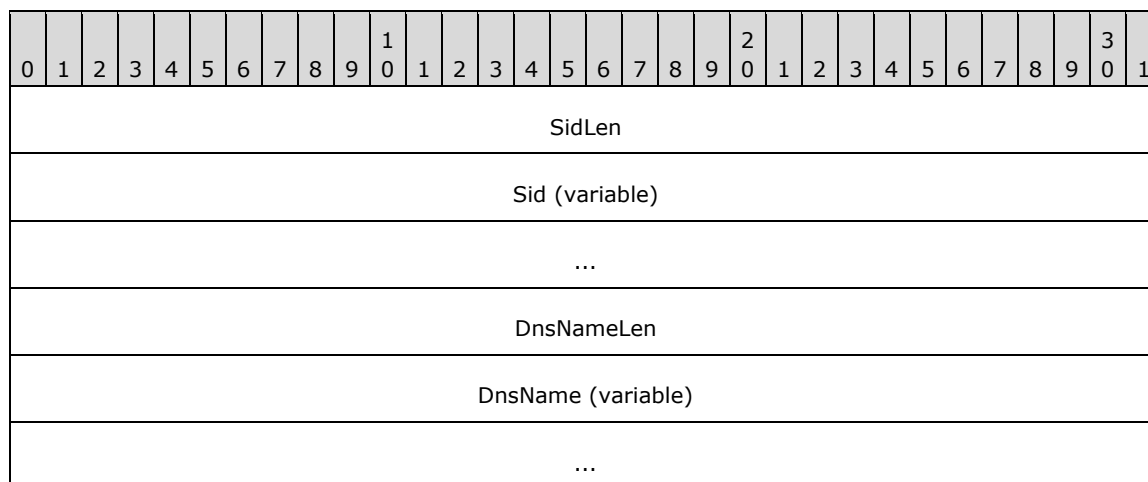 1 2 3
0 1 2 3 4 5 6 7 8 9 0 1 2 3 4 5 6 7 8 9 0 1 2 3 4 5 6 7 8 9 0 1
SidLen
Sid (variable)
...
DnsNameLen
DnsName (variable)
...